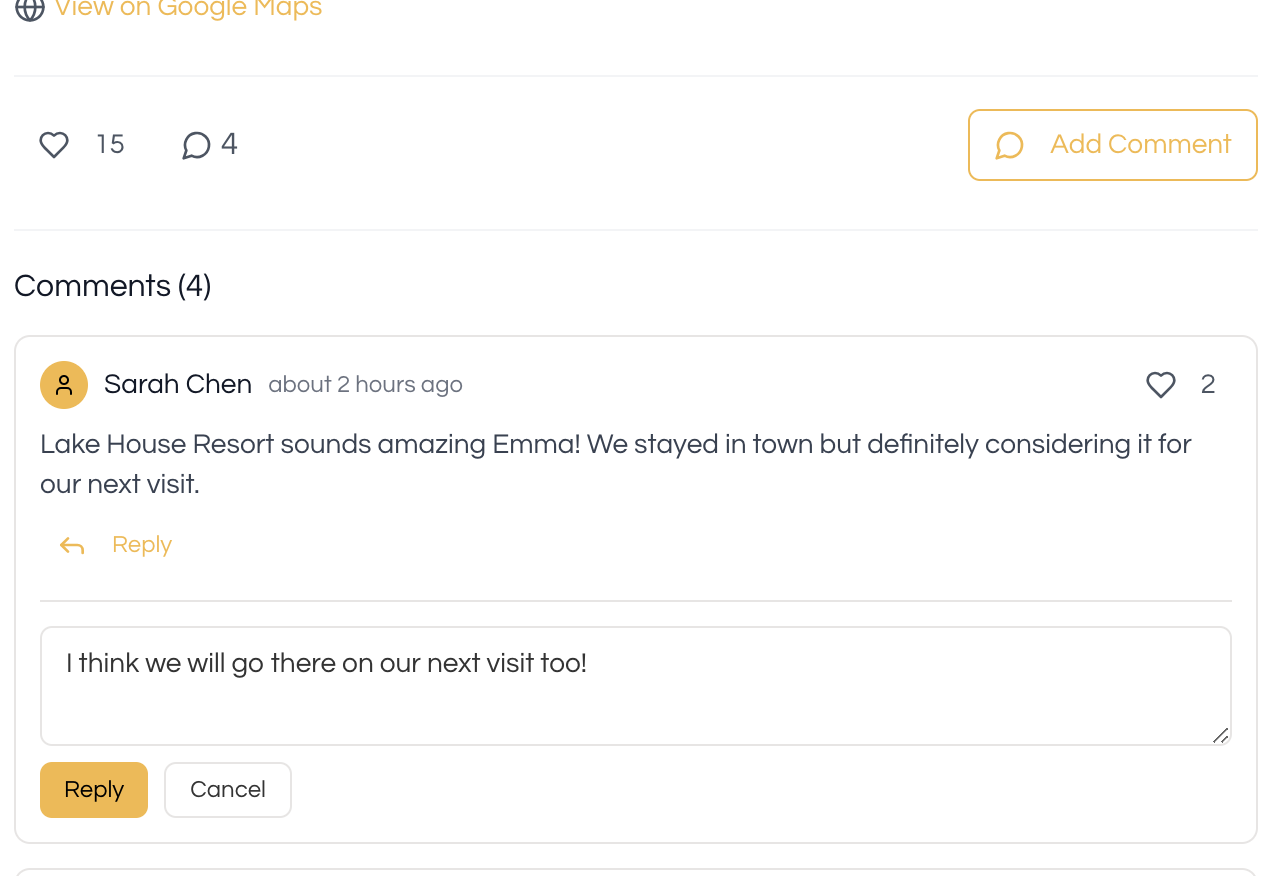 View on Google Maps
15
4
Add Comment
Comments (4)
Sarah Chen about 2 hours ago
2
Lake House Resort sounds amazing Emma! We stayed in town but definitely considering it for
our next visit.
Reply
I think we will go there on our next visit too!
Reply
Cancel